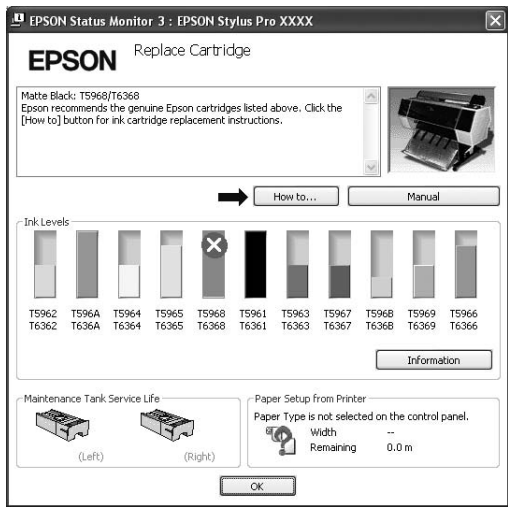 EPSON Status Monitor 3 : EPSON Stylus Pro XXXX
EPSON
Replace Cartridge
Matte Black: T5968/T6368
Epson recommends the genuine Epson cartridges listed above. Click the
[How to] button for ink cartridge replacement instructions.
How to...
Manual
Ink Levels
T5962 T596A T5964 T5965 T5968 T5961 T5963 T5967 T596B T5969 T5966
T6362 T636A T6364 T6365 T6368 T6361 T6363 T6367 T636B T6369 T6366
Information
Maintenance Tank Service Life
(Left)
(Right)
Paper Setup from Printer
Paper Type is not selected on the control panel.
Width --
Remaining 0.0 m
OK